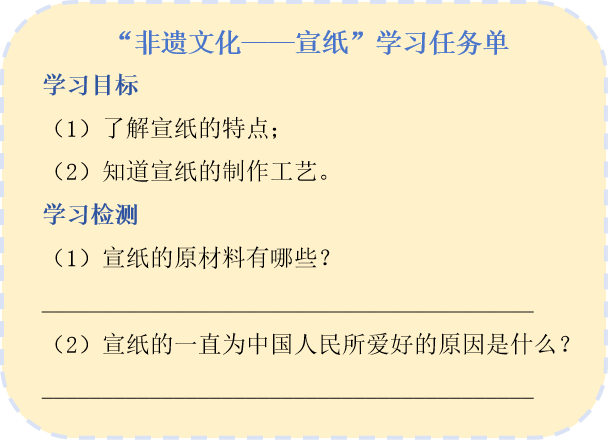 “非遗文化——宣纸”学习任务单
学习目标
（1）了解宣纸的特点；
（2）知道宣纸的制作工艺。
学习检测
（1）宣纸的原材料有哪些？
（2）宣纸的一直为中国人民所爱好的原因是什么？